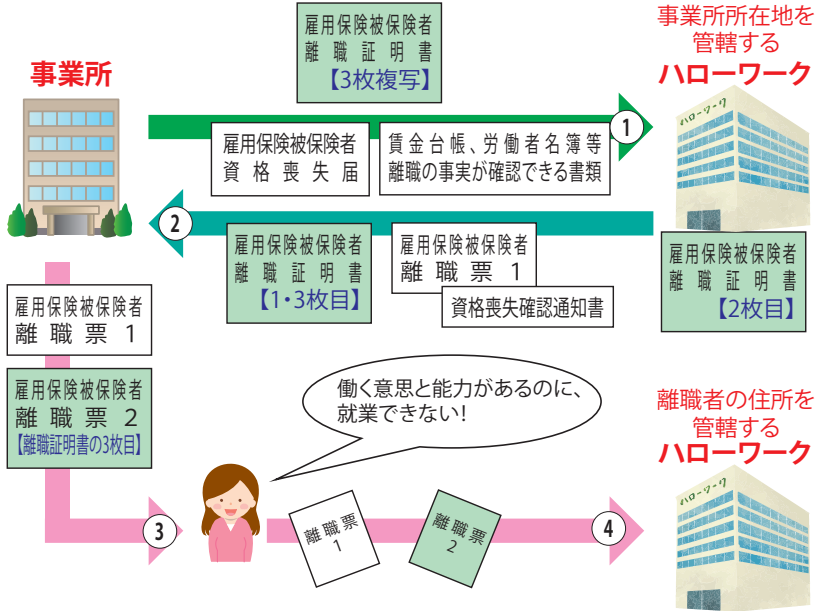 雇用保険被保険者
離職証明書
【3枚複写】
事業所所在地を
管轄する
ハローワーク
事業所
ハローワーク
1
雇用保険被保険者
資格喪失届
賃金台帳、労働者名簿等
離職の事実が確認できる書類
2
雇用保険被保険者
離職証明書
【1・3枚目】
雇用保険被保険者
離職票1
資格喪失確認通知書
雇用保険被保険者
離職証明書
【2枚目】
雇用保険被保険者
離職票1
雇用保険被保険者
離職票2
【離職証明書の3枚目】
働く意思と能力があるのに、
就業できない!
離職者の住所を
管轄する
ハローワーク
ハローワーク
3
離職票
1
離職票
2
4